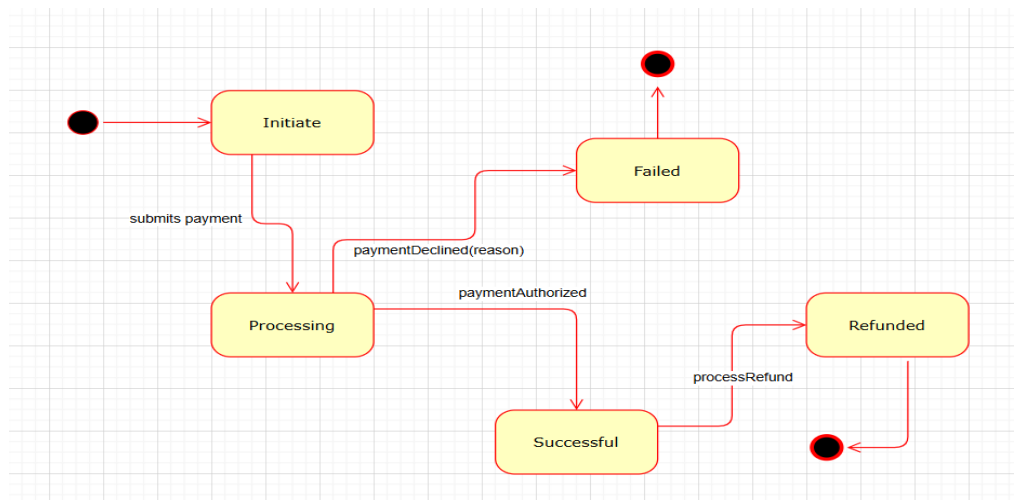 Initiate
Failed
submits payment
paymentDeclined(reason)
paymentAuthorized
Processing
Refunded
processRefund
Successful